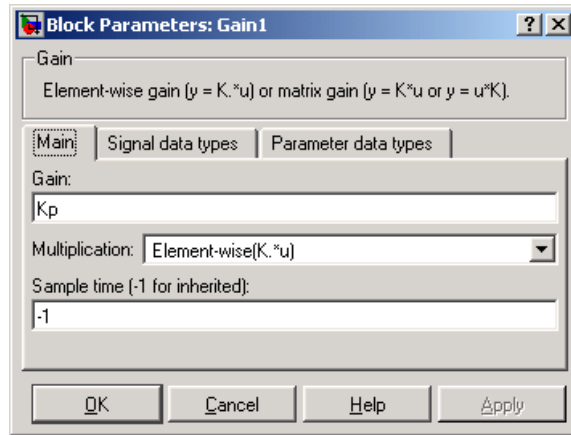 Block Parameters: Gain1
Gain
Element-wise gain (y = K.*u) or matrix gain (y = K*u or y = u*K).
Main Signal data types Parameter data types
Gain:
Kp
Multiplication: Element-wise(K.*u)
Sample time (-1 for inherited):
-1
OK Cancel Help Apply